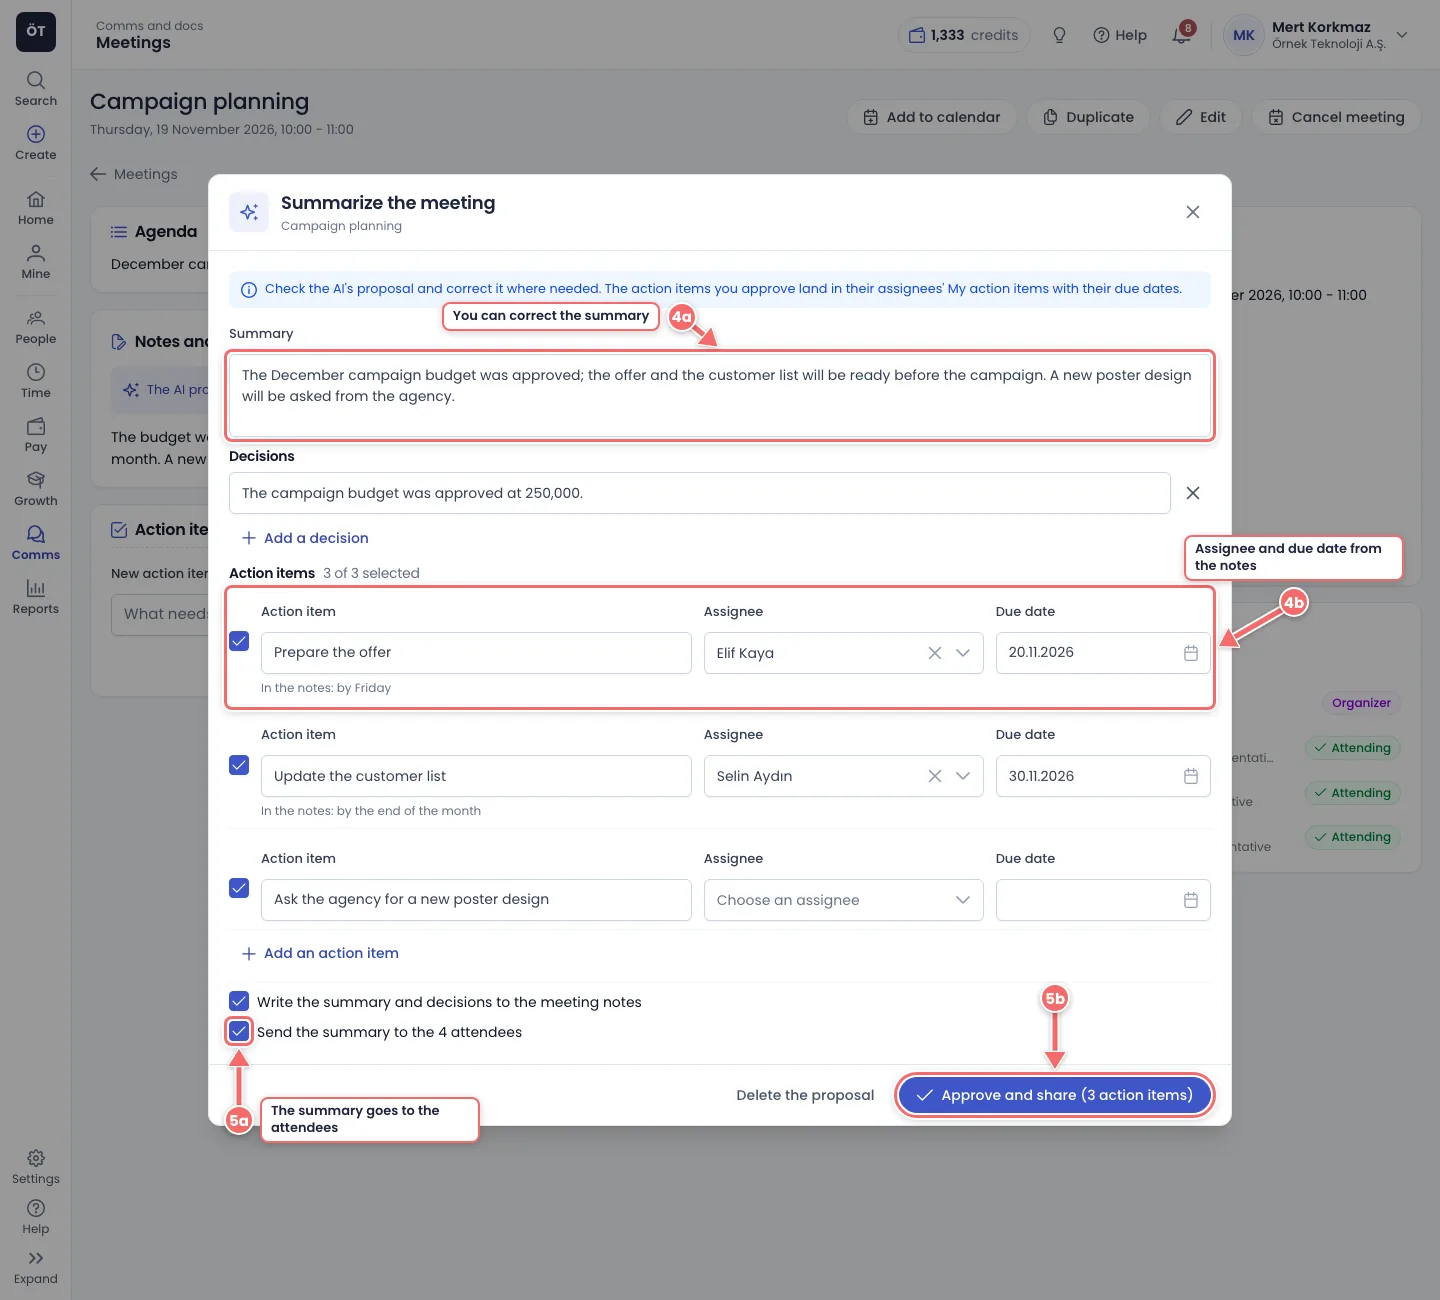 ÖT
Search
Create
Home
Mine
People
Time
Pay
Growth
Comms
Reports
Settings
Help
Expand
Comms and docs
Meetings
1,333 credits
Help
8
MK
Mert Korkmaz
Örnek Teknoloji A.Ş.
Campaign planning
Thursday, 19 November 2026, 10:00 - 11:00
Add to calendar
Duplicate
Edit
Cancel meeting
Meetings
Agenda
December
Notes
The AI
The budget
month. A new
Action
New action
What
2026, 10:00 - 11:00
Organizer
Attending
Attending
Attending
Summarize the meeting
Campaign planning
Check the AI's proposal and correct it where needed. The action items you approve land in their assignees' My action items with their due dates.
You can correct the summary
4a
Summary
The December campaign budget was approved; the offer and the customer list will be ready before the campaign. A new poster design
will be asked from the agency.
Decisions
The campaign budget was approved at 250,000.
Add a decision
Assignee and due date from
the notes
4b
Action items 3 of 3 selected
Action item Assignee Due date
Prepare the offer Elif Kaya 20.11.2026
In the notes: by Friday
Action item Assignee Due date
Update the customer list Selin Aydın 30.11.2026
In the notes: by the end of the month
Action item Assignee Due date
Ask the agency for a new poster design Choose an assignee
Add an action item
Write the summary and decisions to the meeting notes
Send the summary to the 4 attendees
5b
Delete the proposal
Approve and share (3 action items)
5a
The summary goes to the
attendees